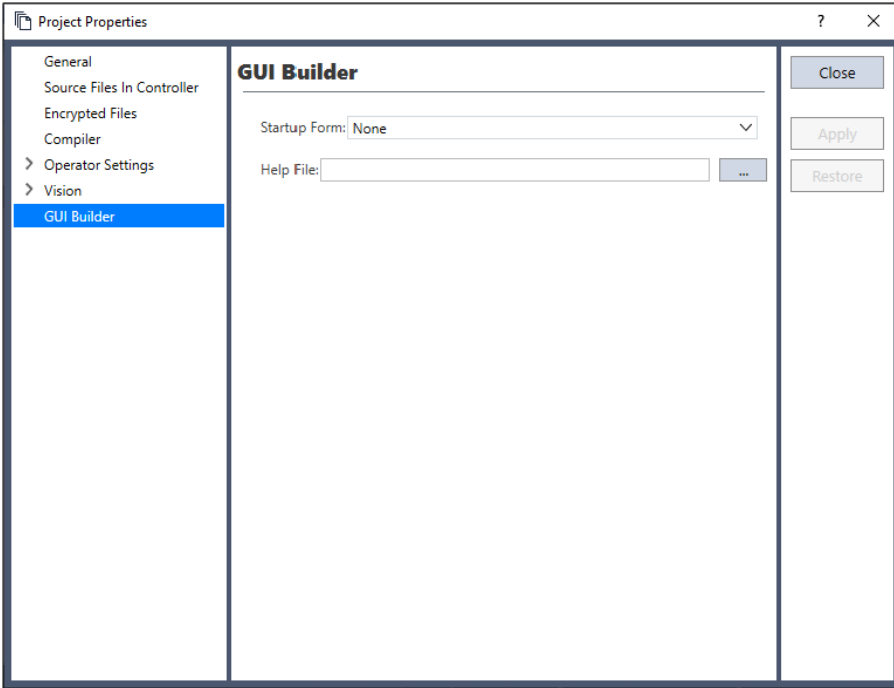 Project Properties
?
General
Source Files In Controller
Encrypted Files
Compiler
Operator Settings
Vision
GUI Builder
GUI Builder
Startup Form: None
Help File:
...
Close
Apply
Restore